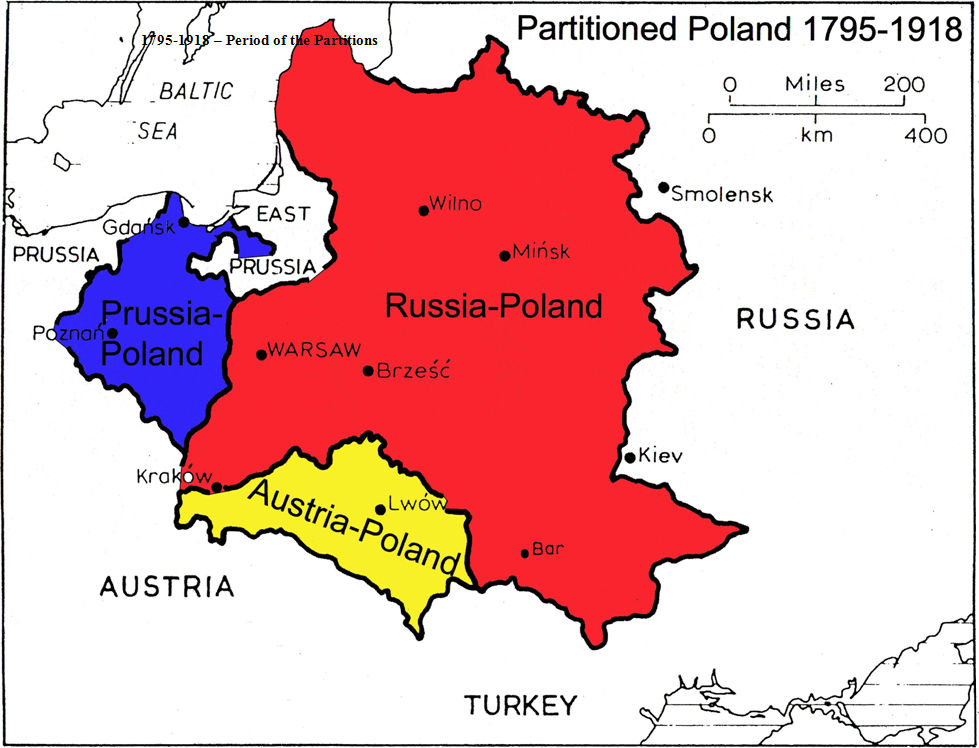 Partitioned Poland 1795-1918
1795-1918 – Period of the Partitions
0 Miles 200
0 km 400
BALTIC
SEA
Smolensk
Wilno
EAST
Gdańsk
PRUSSIA
Mińsk
PRUSSIA
Russia-Poland
Prussia-
Poland
RUSSIA
Poznań
WARSAW
Brześć
Kiev
Kraków
Austria-Poland
Lwów
Bar
AUSTRIA
TURKEY